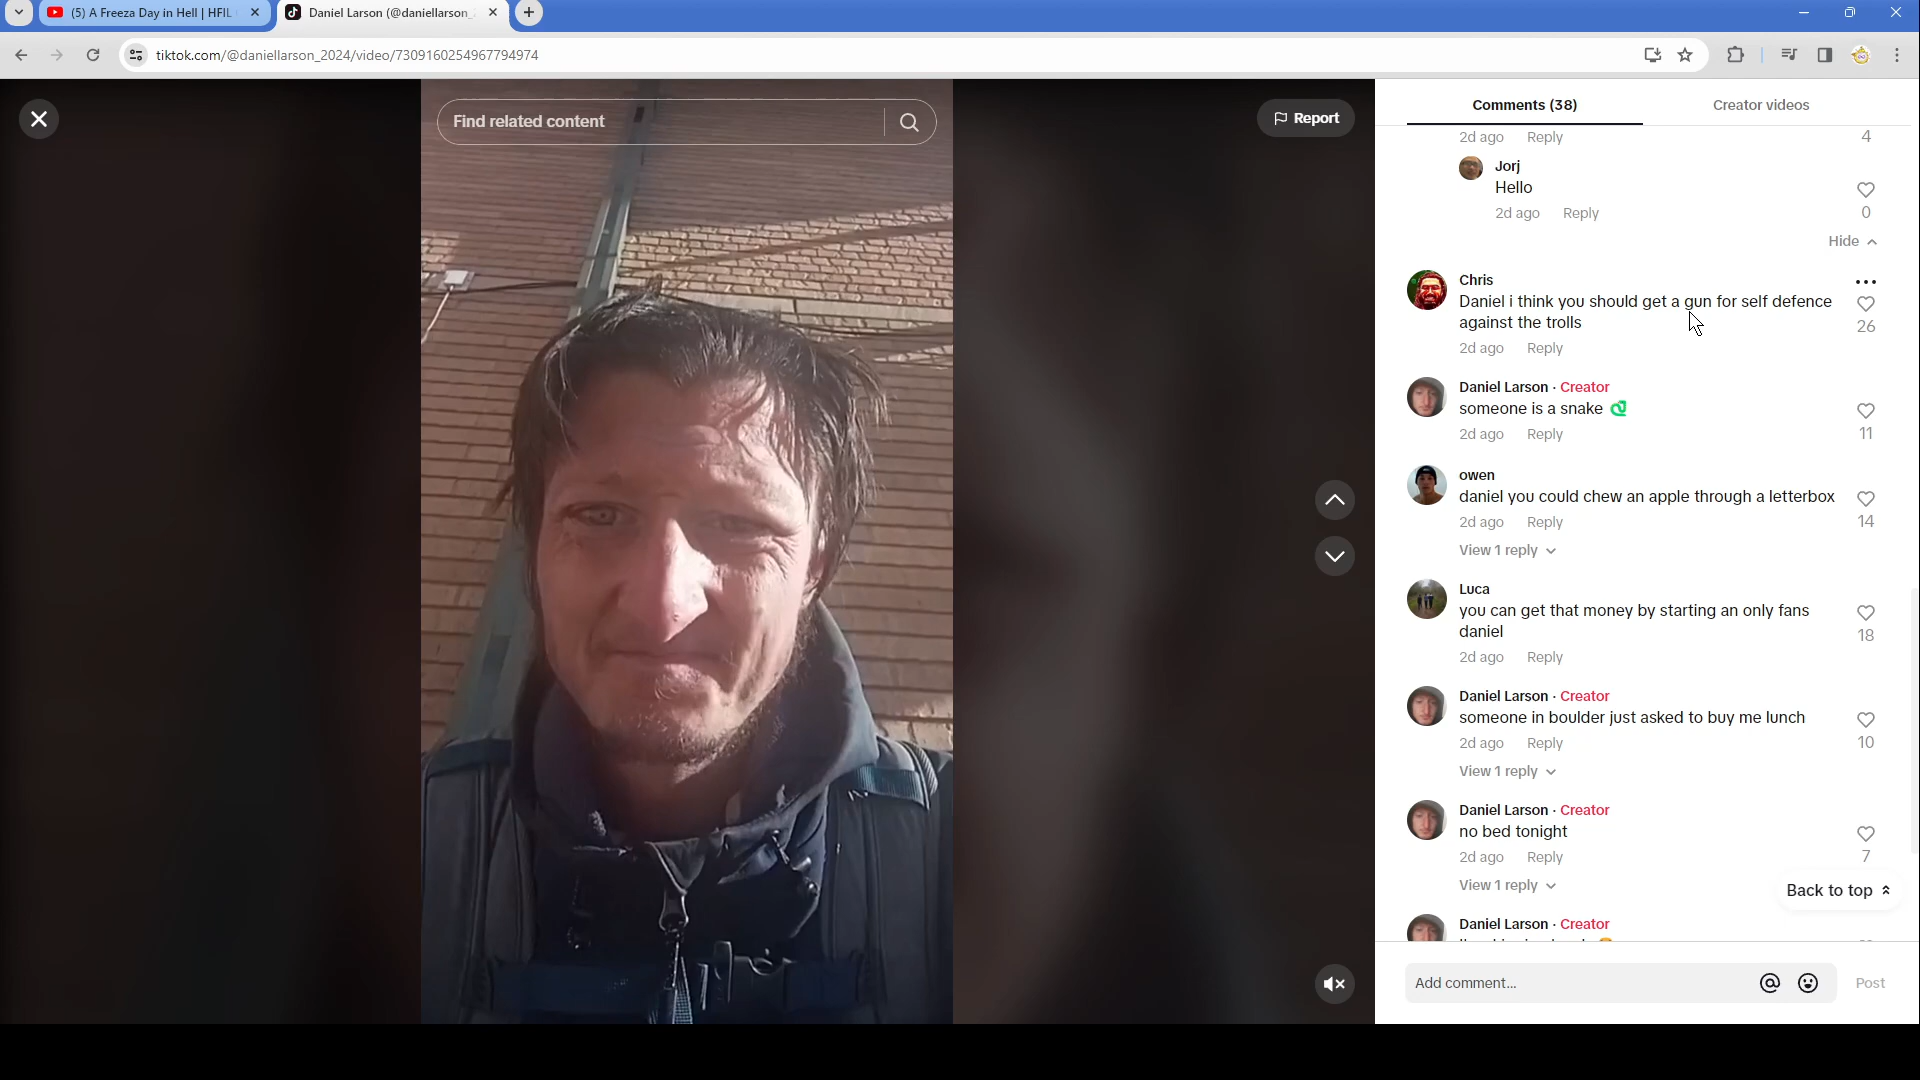 (5) A Freeza Day in Hell | HFIL
Daniel Larson (@daniellarson_
tiktok.com/@daniellarson_2024/video/7309160254967794974
Find related content
Report
Comments (38)
Creator videos
2d ago Reply
4
Jorj
Hello
2d ago Reply
0
Hide
Chris
Daniel i think you should get a gun for self defence
against the trolls
26
2d ago Reply
Daniel Larson · Creator
someone is a snake
11
2d ago Reply
owen
daniel you could chew an apple through a letterbox
14
2d ago Reply
View 1 reply
Luca
you can get that money by starting an only fans
daniel
18
2d ago Reply
Daniel Larson · Creator
someone in boulder just asked to buy me lunch
10
2d ago Reply
View 1 reply
Daniel Larson · Creator
no bed tonight
7
2d ago Reply
View 1 reply
Back to top
Daniel Larson · Creator
Add comment...
Post